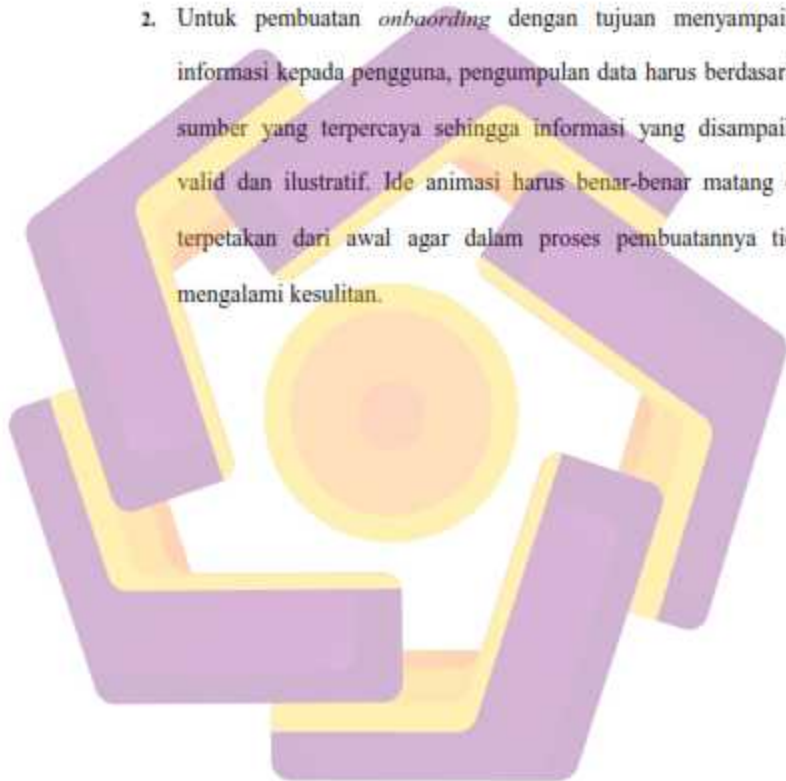 2. Untuk pembuatan onbaording dengan tujuan menyampai
informasi kepada pengguna, pengumpulan data harus berdasar
sumber yang terpercaya sehingga informasi yang disampai
valid dan ilustratif. Ide animasi harus benar-benar matang
terpetakan dari awal agar dalam proses pembuatannya ti
mengalami kesulitan.